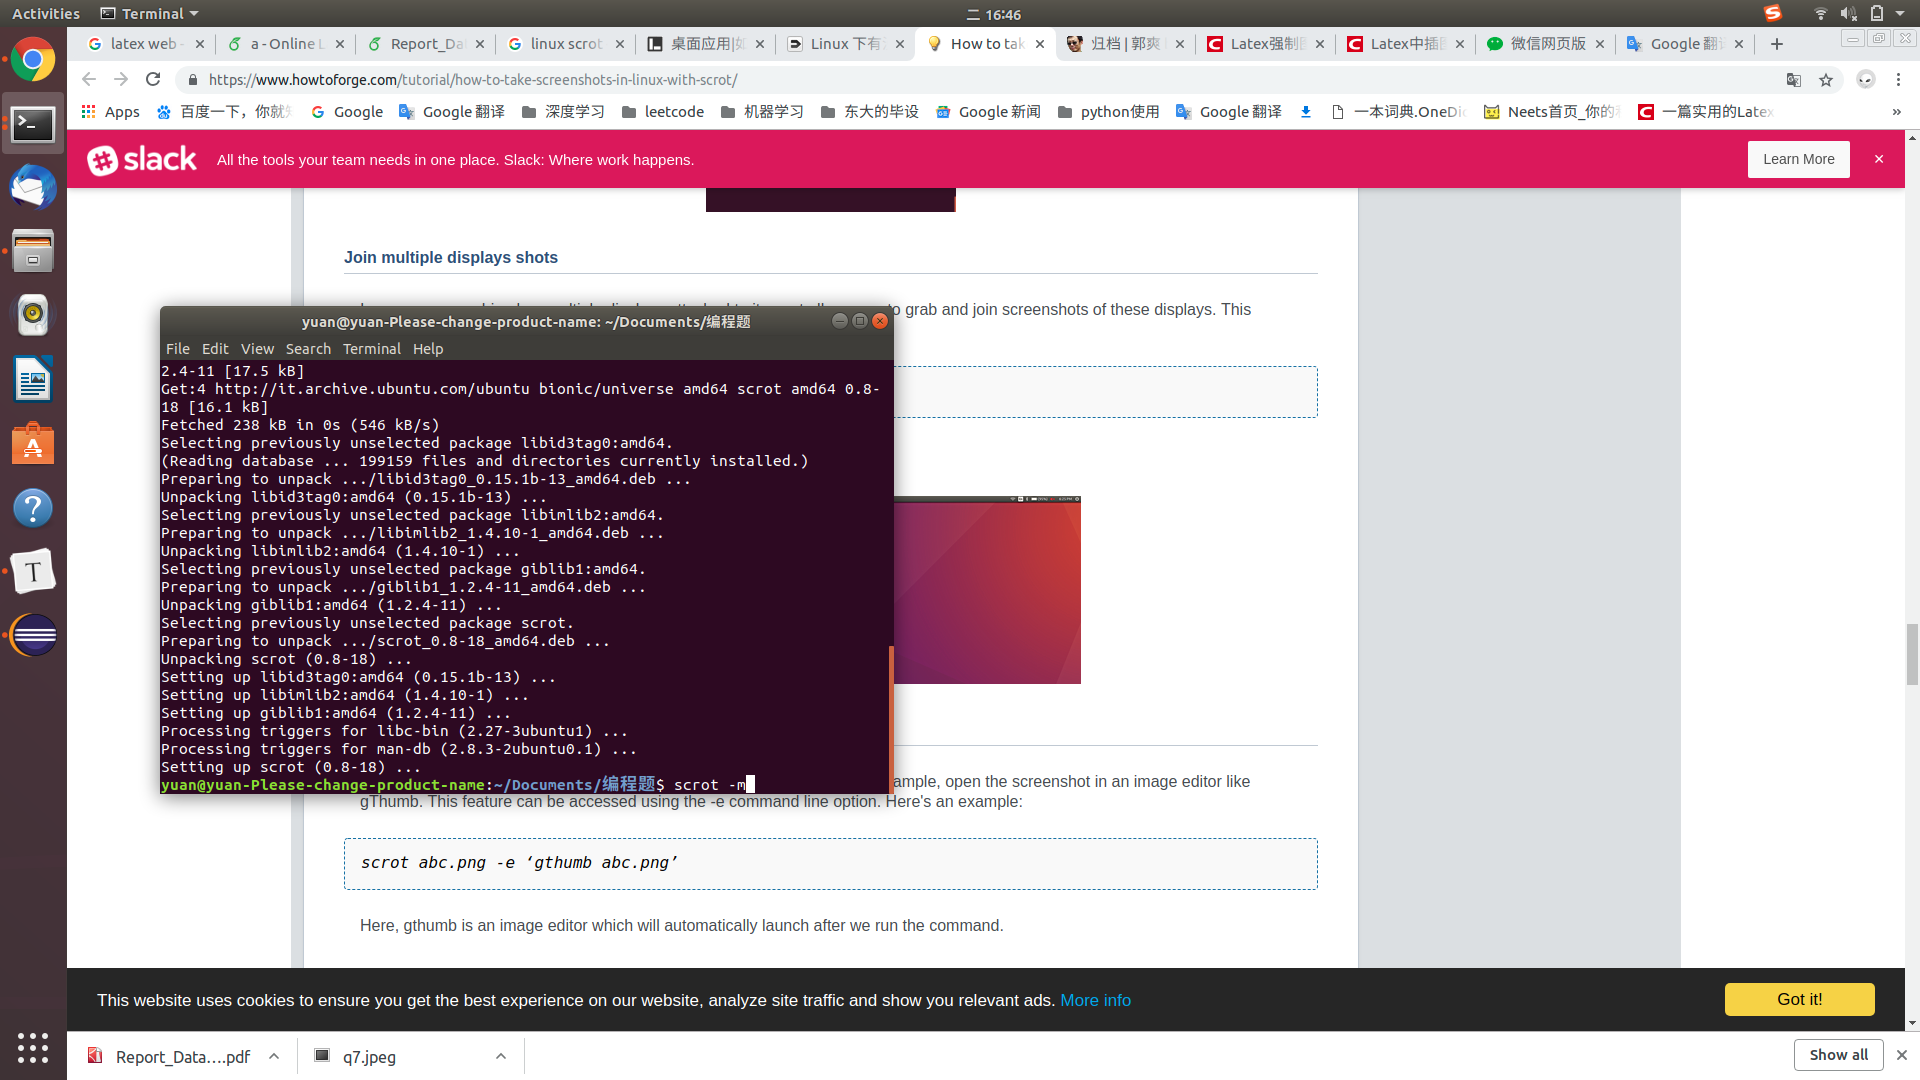 Activities
Terminal
二 16:46
latex web -
a - Online L
Report_Dat
linux scrot
桌面应用|如
Linux 下有
How to tak
归档 | 郭爽
Latex强制图
Latex中插图
微信网页版
Google 翻译
https://www.howtoforge.com/tutorial/how-to-take-screenshots-in-linux-with-scrot/
Apps
百度一下，你就知
Google
Google 翻译
深度学习
leetcode
机器学习
东大的毕设
Google 新闻
python使用
Google 翻译
一本词典.OneDi
Neets首页_你的
一篇实用的Latex
»
slack
All the tools your team needs in one place. Slack: Where work happens.
Learn More
×
Join multiple displays shots
to grab and join screenshots of these displays. This
yuan@yuan-Please-change-product-name: ~/Documents/编程题
File Edit View Search Terminal Help
2.4-11 [17.5 kB]
Get:4 http://it.archive.ubuntu.com/ubuntu bionic/universe amd64 scrot amd64 0.8-
18 [16.1 kB]
Fetched 238 kB in 0s (546 kB/s)
Selecting previously unselected package libid3tag0:amd64.
(Reading database ... 199159 files and directories currently installed.)
Preparing to unpack .../libid3tag0_0.15.1b-13_amd64.deb ...
Unpacking libid3tag0:amd64 (0.15.1b-13) ...
Selecting previously unselected package libimlib2:amd64.
Preparing to unpack .../libimlib2_1.4.10-1_amd64.deb ...
Unpacking libimlib2:amd64 (1.4.10-1) ...
Selecting previously unselected package giblib1:amd64.
Preparing to unpack .../giblib1_1.2.4-11_amd64.deb ...
Unpacking giblib1:amd64 (1.2.4-11) ...
Selecting previously unselected package scrot.
Preparing to unpack .../scrot_0.8-18_amd64.deb ...
Unpacking scrot (0.8-18) ...
Setting up libid3tag0:amd64 (0.15.1b-13) ...
Setting up libimlib2:amd64 (1.4.10-1) ...
Setting up giblib1:amd64 (1.2.4-11) ...
Processing triggers for libc-bin (2.27-3ubuntu1) ...
Processing triggers for man-db (2.8.3-2ubuntu0.1) ...
Setting up scrot (0.8-18) ...
yuan@yuan-Please-change-product-name:~/Documents/编程题$ scrot -m
ample, open the screenshot in an image editor like
gThumb. This feature can be accessed using the -e command line option. Here's an example:
scrot abc.png -e ‘gthumb abc.png’
Here, gthumb is an image editor which will automatically launch after we run the command.
This website uses cookies to ensure you get the best experience on our website, analyze site traffic and show you relevant ads. More info
Got it!
Report_Data....pdf
q7.jpeg
Show all